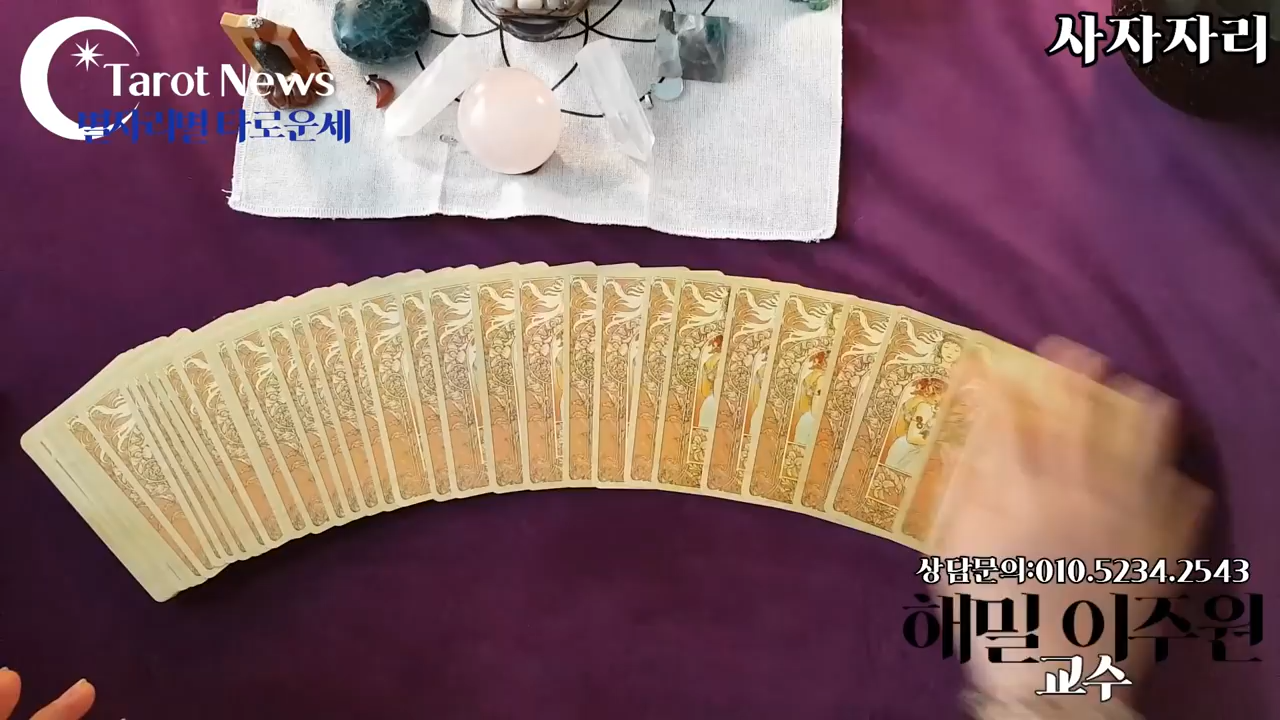 Tarot News
별자리별 타로운세
사자자리
상담문의:010.5234.2543
해밀 이주원
교수